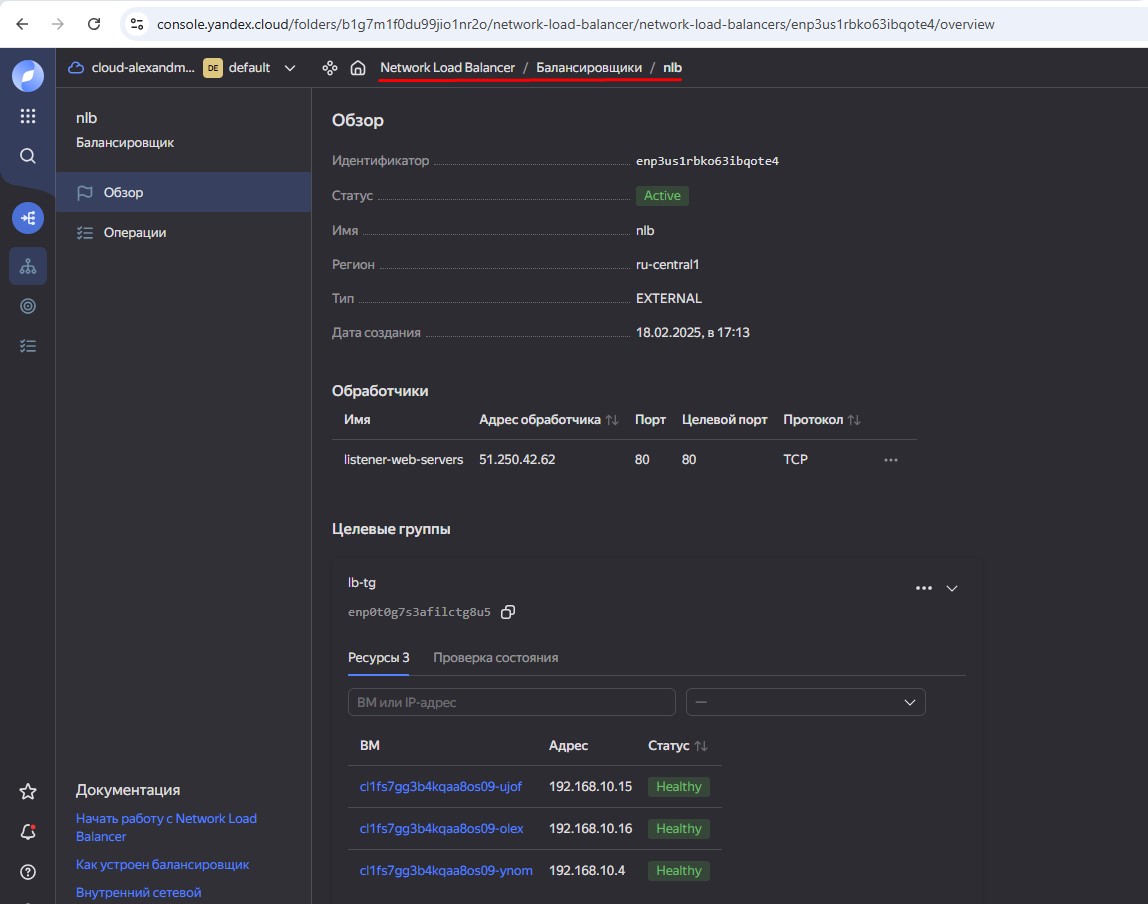 console.yandex.cloud/folders/b1g7m1f0du99jio1nr2o/network-load-balancer/network-load-balancers/enp3us1rbko63ibqote4/overview
cloud-alexandm... DE default
Network Load Balancer / Балансировщики / nlb
nlb
Балансировщик
Обзор
Операции
Обзор
Идентификатор enp3us1rbko63ibqote4
Статус Active
Имя nlb
Регион ru-central1
Тип EXTERNAL
Дата создания 18.02.2025, в 17:13
Обработчики
Имя Адрес обработчика Порт Целевой порт Протокол
listener-web-servers 51.250.42.62 80 80 TCP
Целевые группы
lb-tg
enp0t0g7s3afilctg8u5
Ресурсы 3 Проверка состояния
ВМ или IP-адрес —
ВМ Адрес Статус
cl1fs7gg3b4kqaa8os09-ujof 192.168.10.15 Healthy
cl1fs7gg3b4kqaa8os09-olex 192.168.10.16 Healthy
cl1fs7gg3b4kqaa8os09-ynom 192.168.10.4 Healthy
Документация
Начать работу с Network Load
Balancer
Как устроен балансировщик
Внутренний сетевой